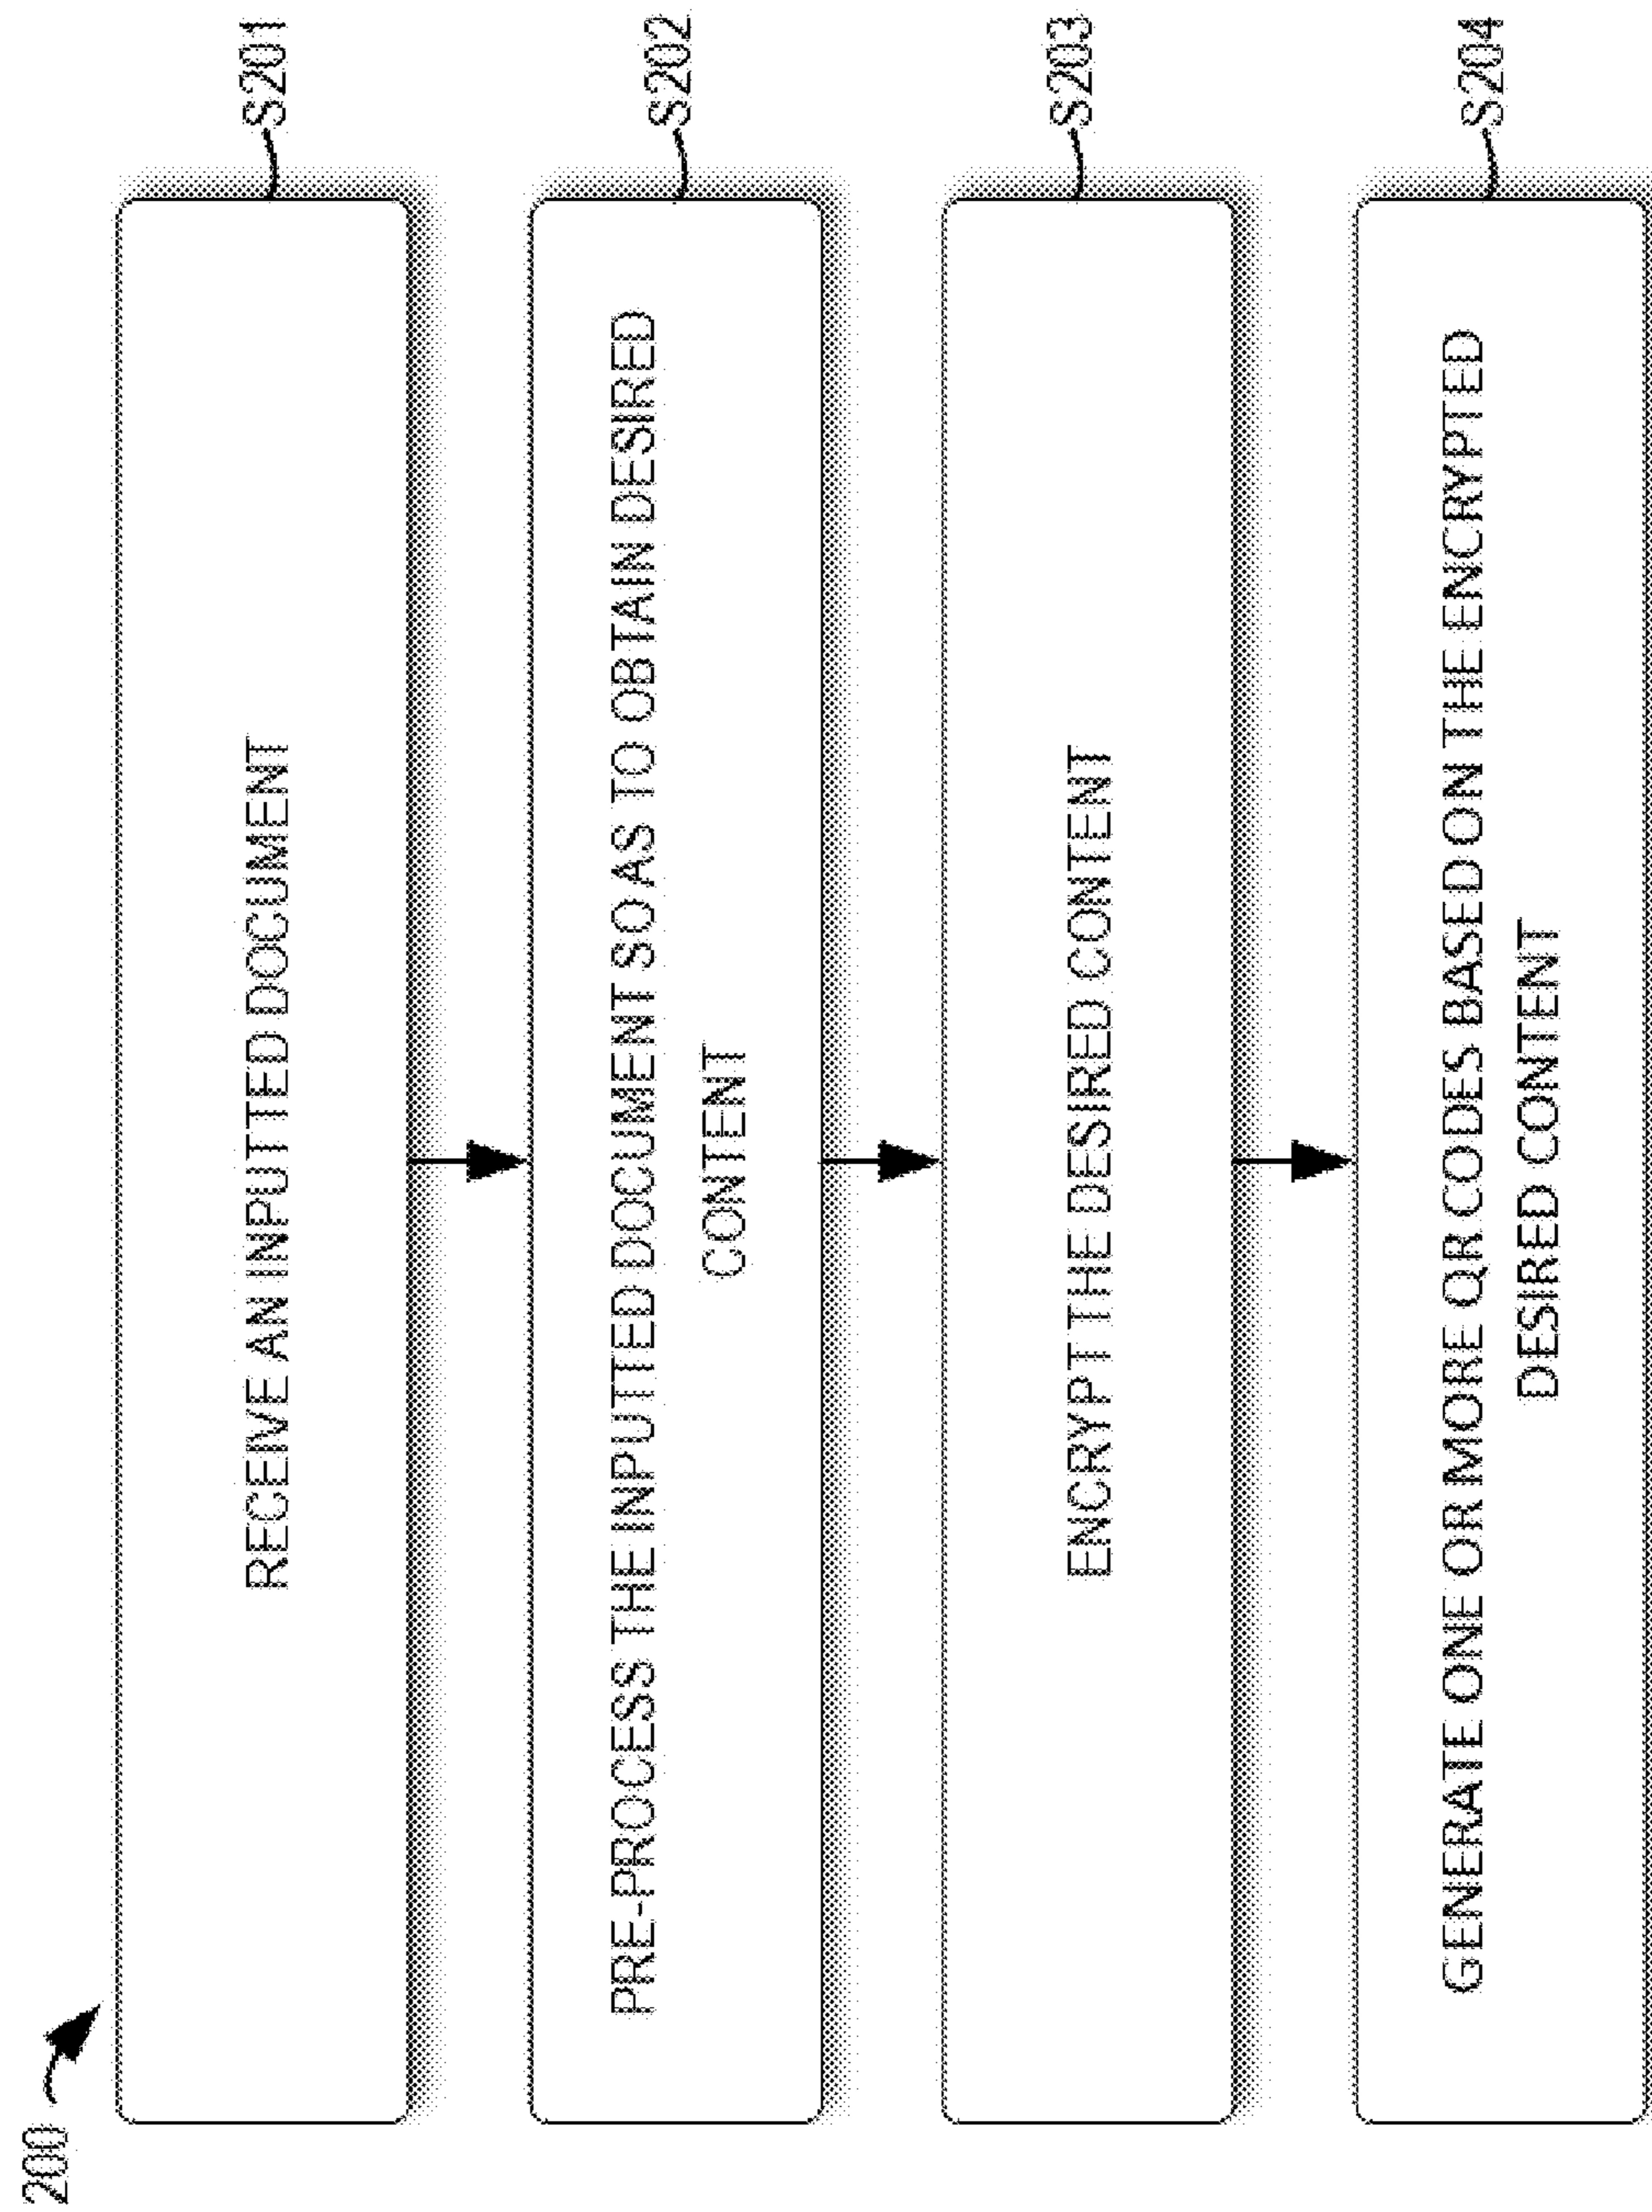 200
RECEIVE AN INPUTTED DOCUMENT
S201
PRE-PROCESS THE INPUTTED DOCUMENT SO AS TO OBTAIN DESIRED
CONTENT
S202
ENCRYPT THE DESIRED CONTENT
S203
GENERATE ONE OR MORE QR CODES BASED ON THE ENCRYPTED
DESIRED CONTENT
S204